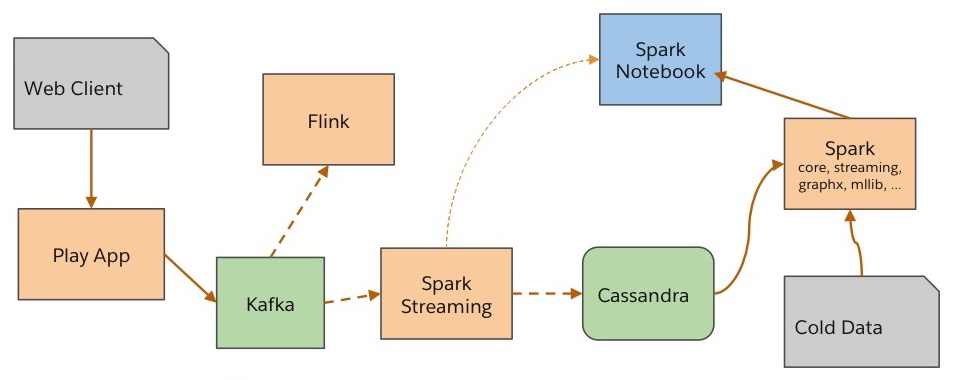 Web Client
Flink
Spark
Notebook
Spark
core, streaming,
graphx, mllib, ...
Play App
Kafka
Spark
Streaming
Cassandra
Cold Data